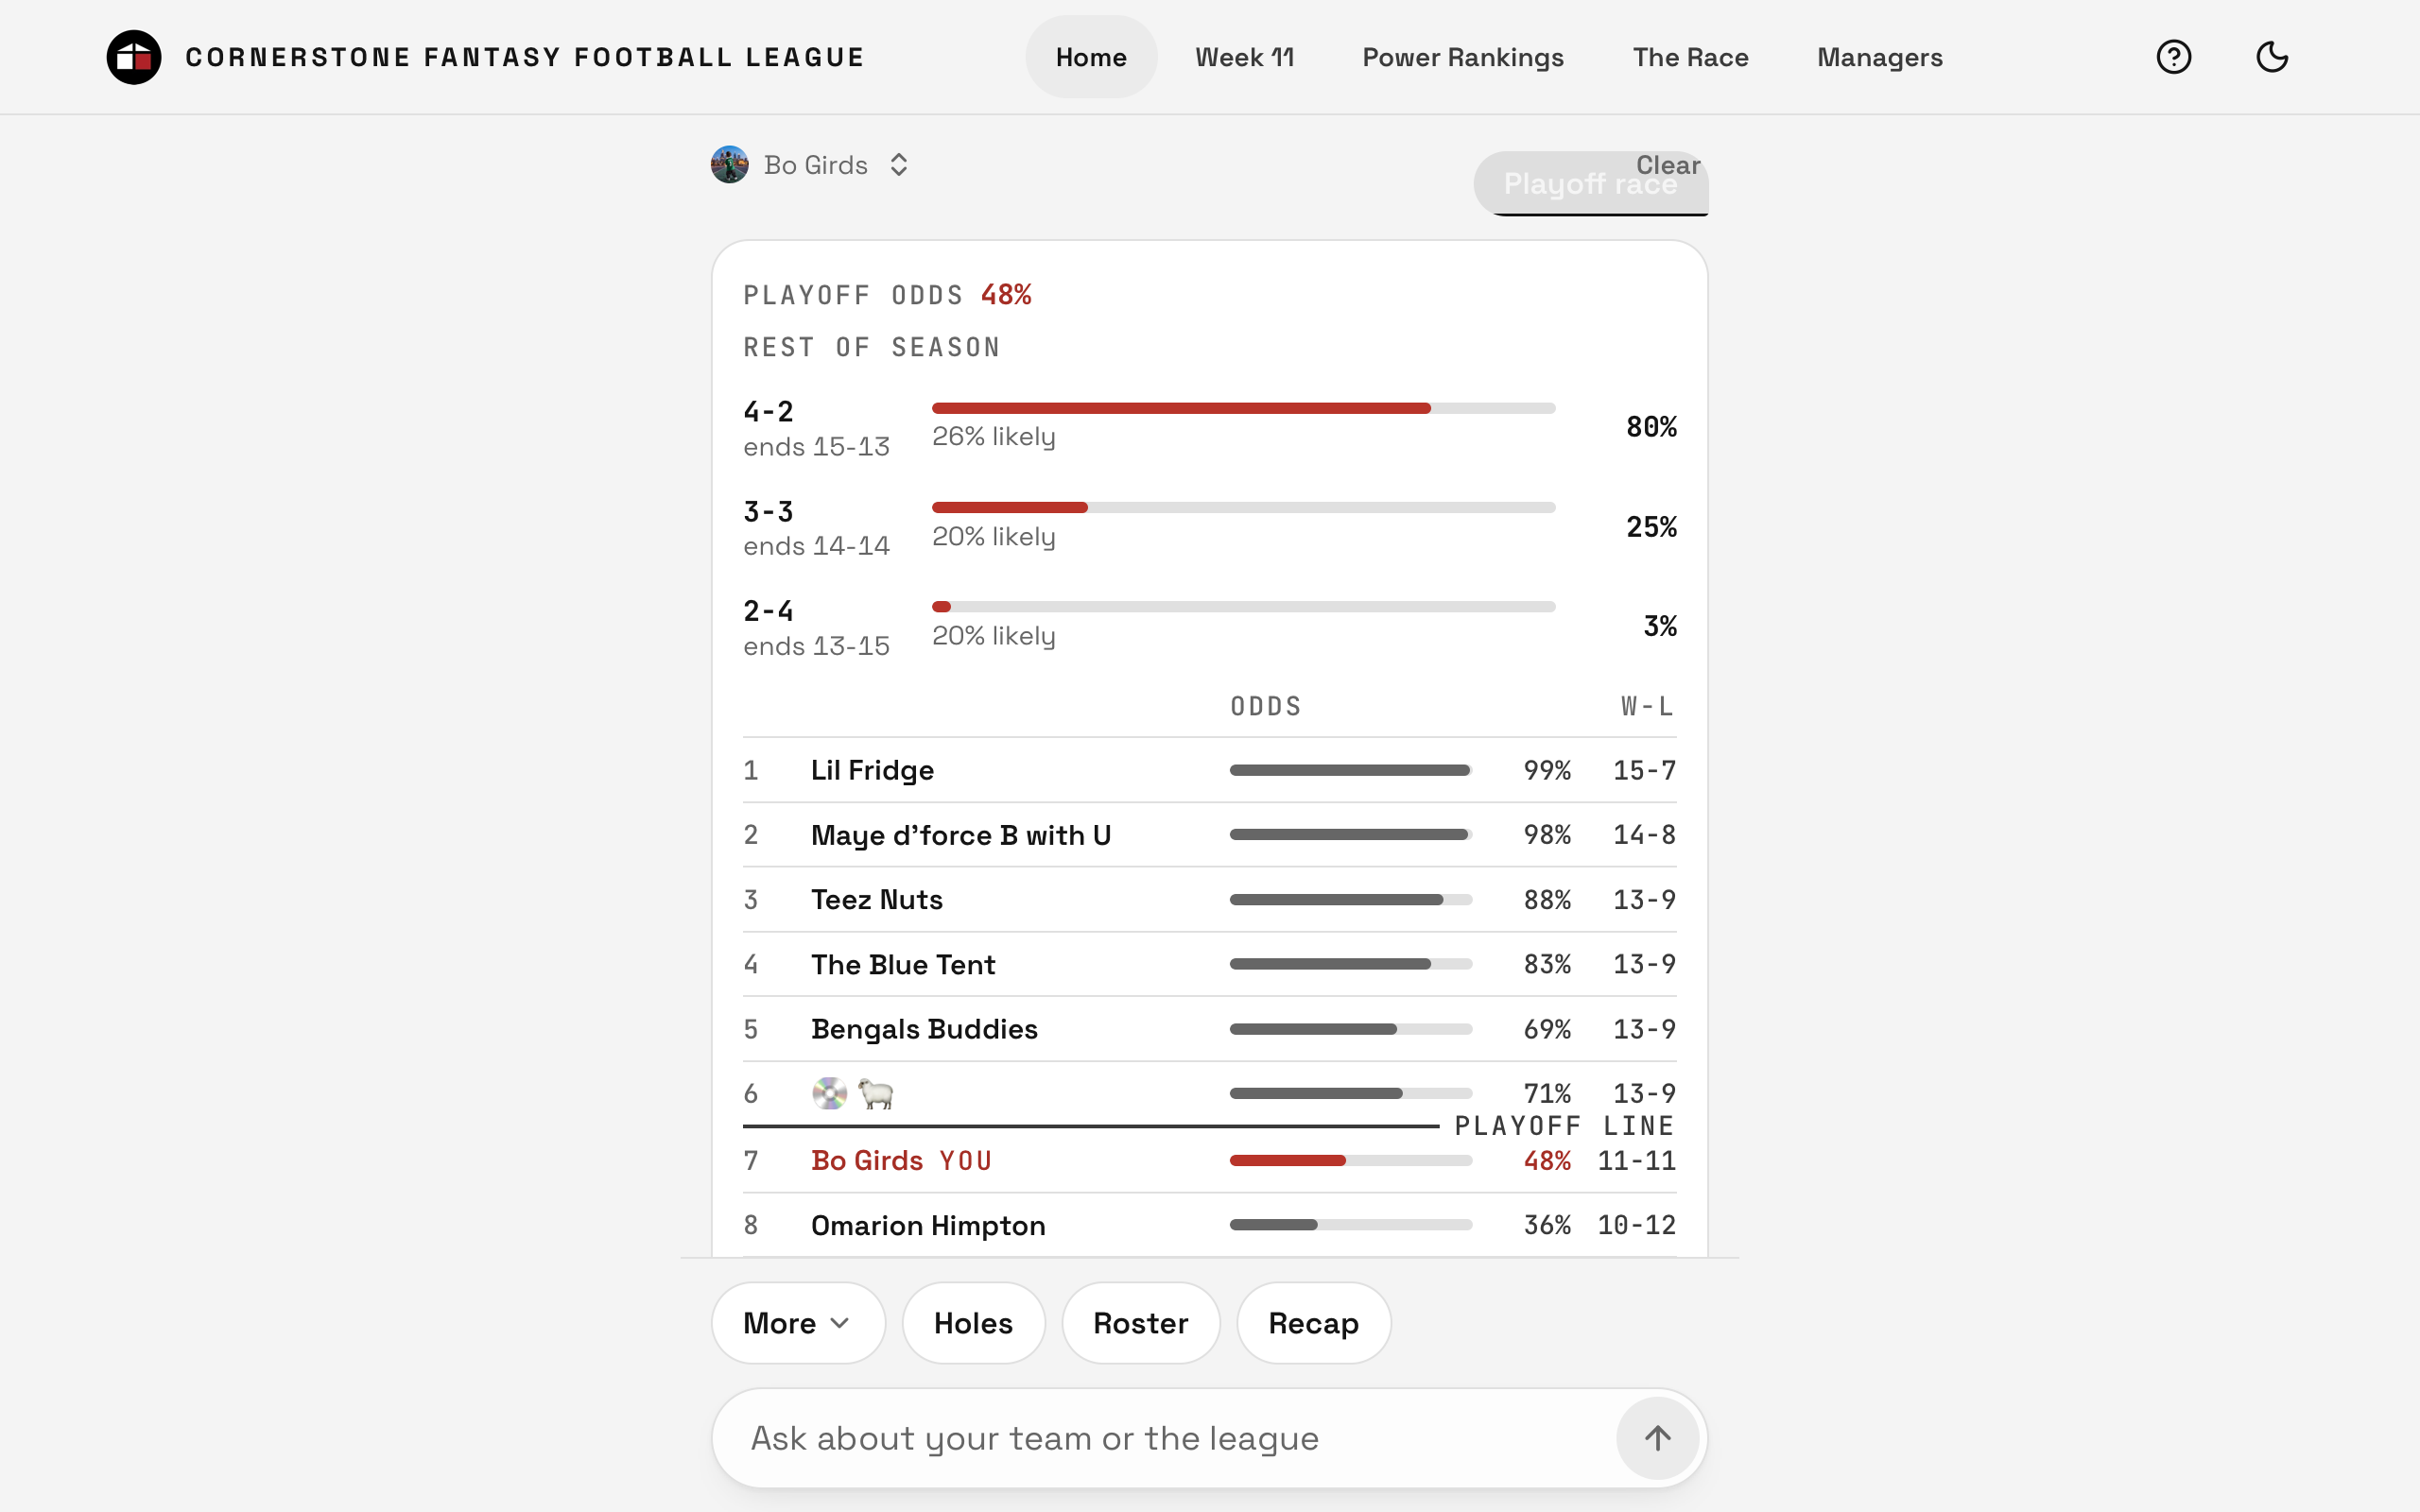 CORNERSTONE FANTASY FOOTBALL LEAGUE Home Week 11 Power Rankings The Race Managers
Bo Girds Clear
Playoff race
PLAYOFF ODDS 48%
REST OF SEASON
4-2 80%
ends 15-13 26% likely
3-3 25%
ends 14-14 20% likely
2-4 3%
ends 13-15 20% likely
ODDS W-L
1 Lil Fridge 99% 15-7
2 Maye d’force B with U 98% 14-8
3 Teez Nuts 88% 13-9
4 The Blue Tent 83% 13-9
5 Bengals Buddies 69% 13-9
6 💿 🐑 71% 13-9
PLAYOFF LINE
7 Bo Girds YOU 48% 11-11
8 Omarion Himpton 36% 10-12
More Holes Roster Recap
Ask about your team or the league